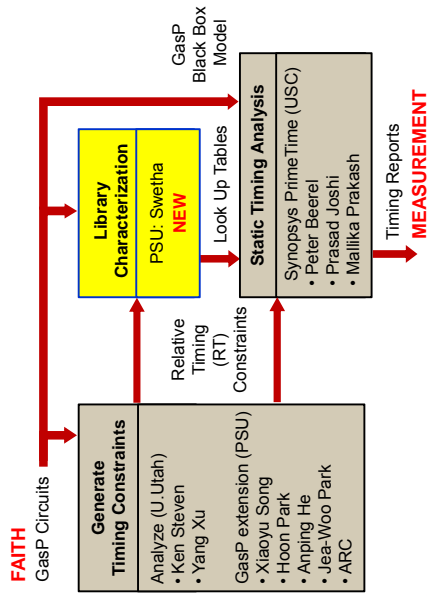 FAITH
GasP Circuits
Generate
Timing Constraints
Analyze (U.Utah)
• Ken Steven
• Yang Xu
GasP extension (PSU)
• Xiaoyu Song
• Hoon Park
• Anping He
• Jea-Woo Park
• ARC
Relative
Timing
(RT)
Constraints
Library
Characterization
PSU: Swetha
NEW
Look Up Tables
GasP
Black Box
Model
Static Timing Analysis
Synopsys PrimeTime (USC)
• Peter Beerel
• Prasad Joshi
• Mallika Prakash
Timing Reports
MEASUREMENT